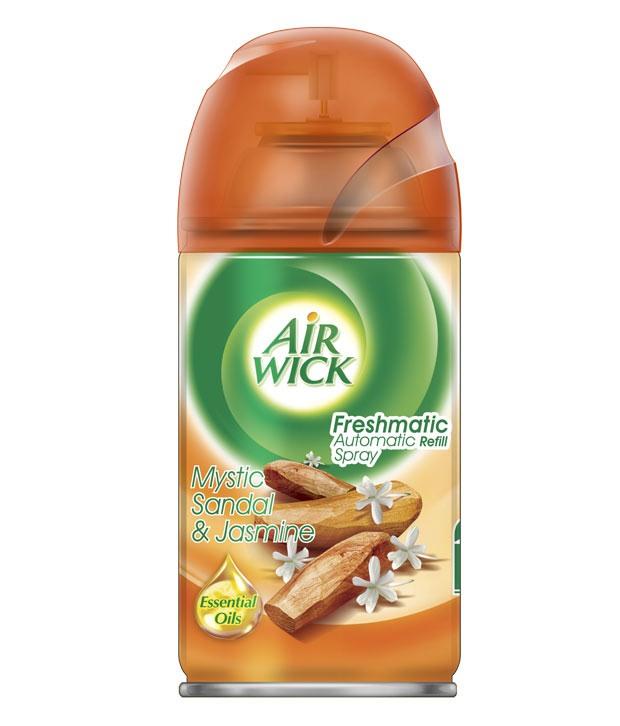 AiR
WICK
Freshmatic
Automatic Refill
Spray
Mystic
Sandal
& Jasmine
Essential
Oils